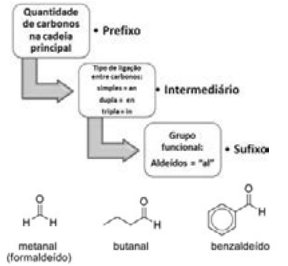 Quantidade
de carbonos
na cadeia
principal
• Prefixo
Tipo de ligação
entre carbonos:
simples = an
dupla = en
tripla = in
• Intermediário
Grupo
funcional:
Aldeídos = "al"
• Sufixo
O
H H
O
H
O
H
metanal
(formaldeído)
butanal
benzaldeído